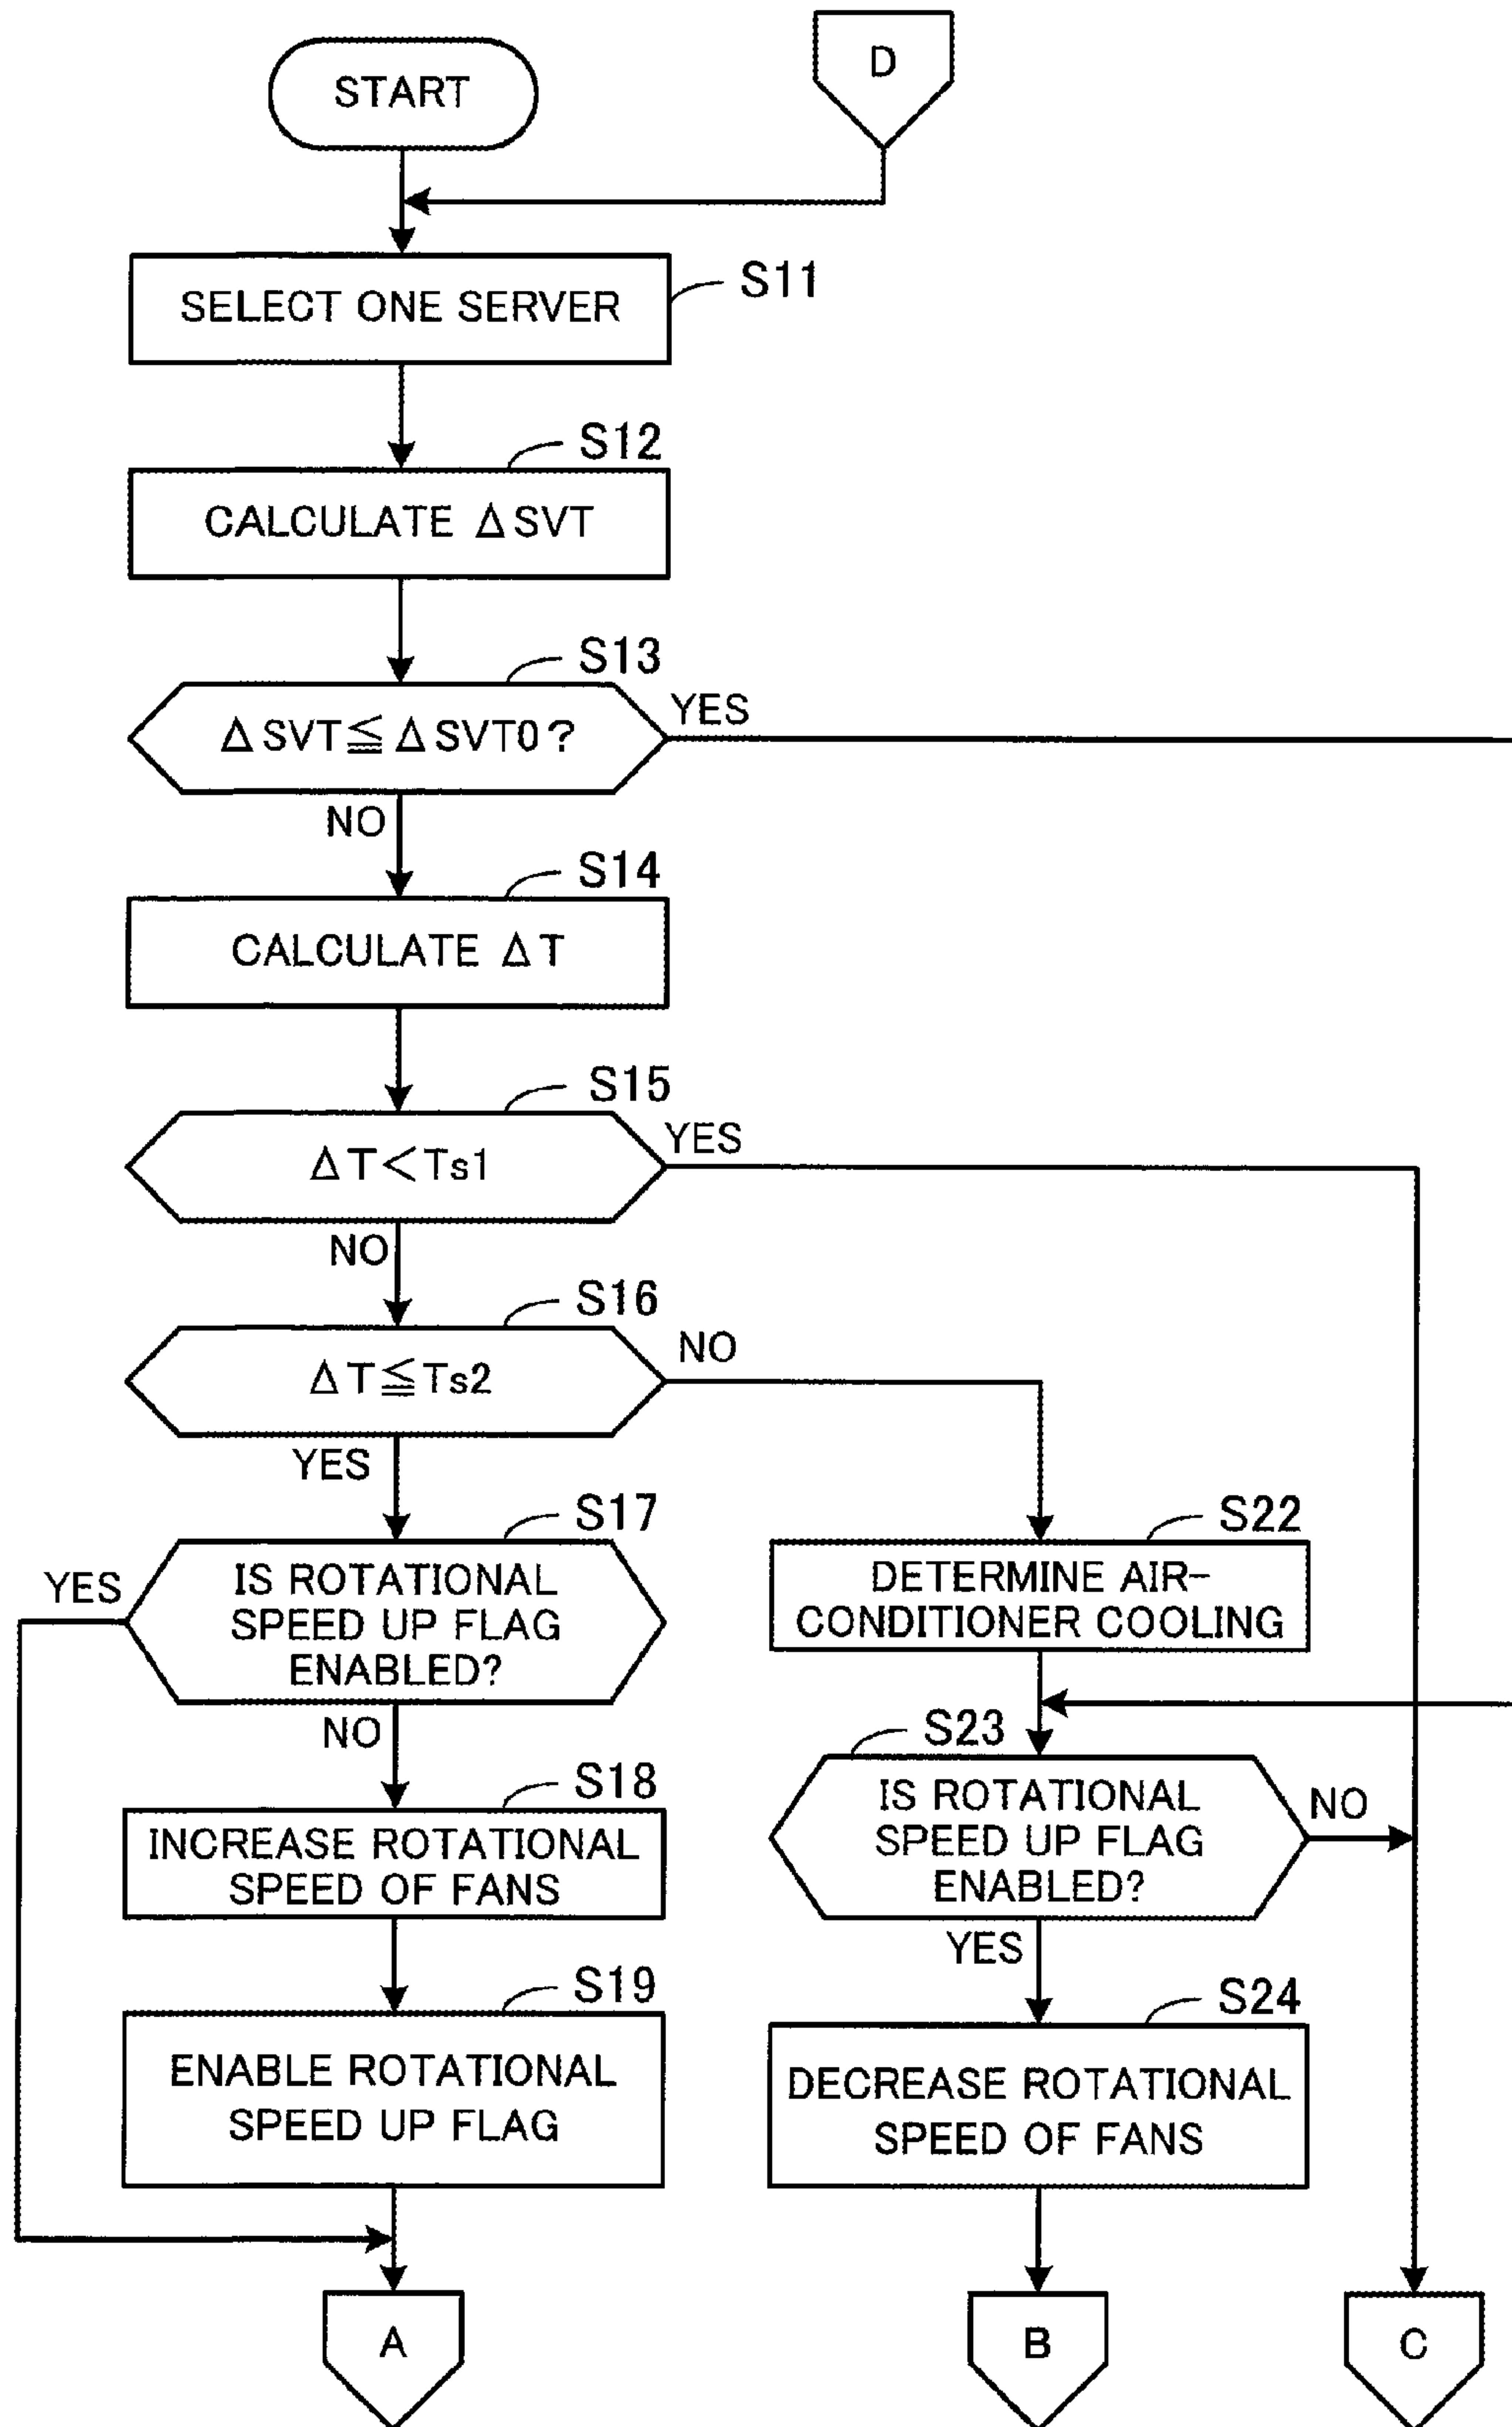 START
D
SELECT ONE SERVER
S11
S12
CALCULATE ΔSVT
S13
ΔSVT≦ΔSVT0?
YES
NO
S14
CALCULATE ΔT
S15
ΔT<Ts1
YES
NO
S16
ΔT≦Ts2
NO
YES
S17
IS ROTATIONAL
SPEED UP FLAG
ENABLED?
YES
NO
S18
INCREASE ROTATIONAL
SPEED OF FANS
S19
ENABLE ROTATIONAL
SPEED UP FLAG
A
S22
DETERMINE AIR-
CONDITIONER COOLING
S23
IS ROTATIONAL
SPEED UP FLAG
ENABLED?
NO
YES
S24
DECREASE ROTATIONAL
SPEED OF FANS
B
C